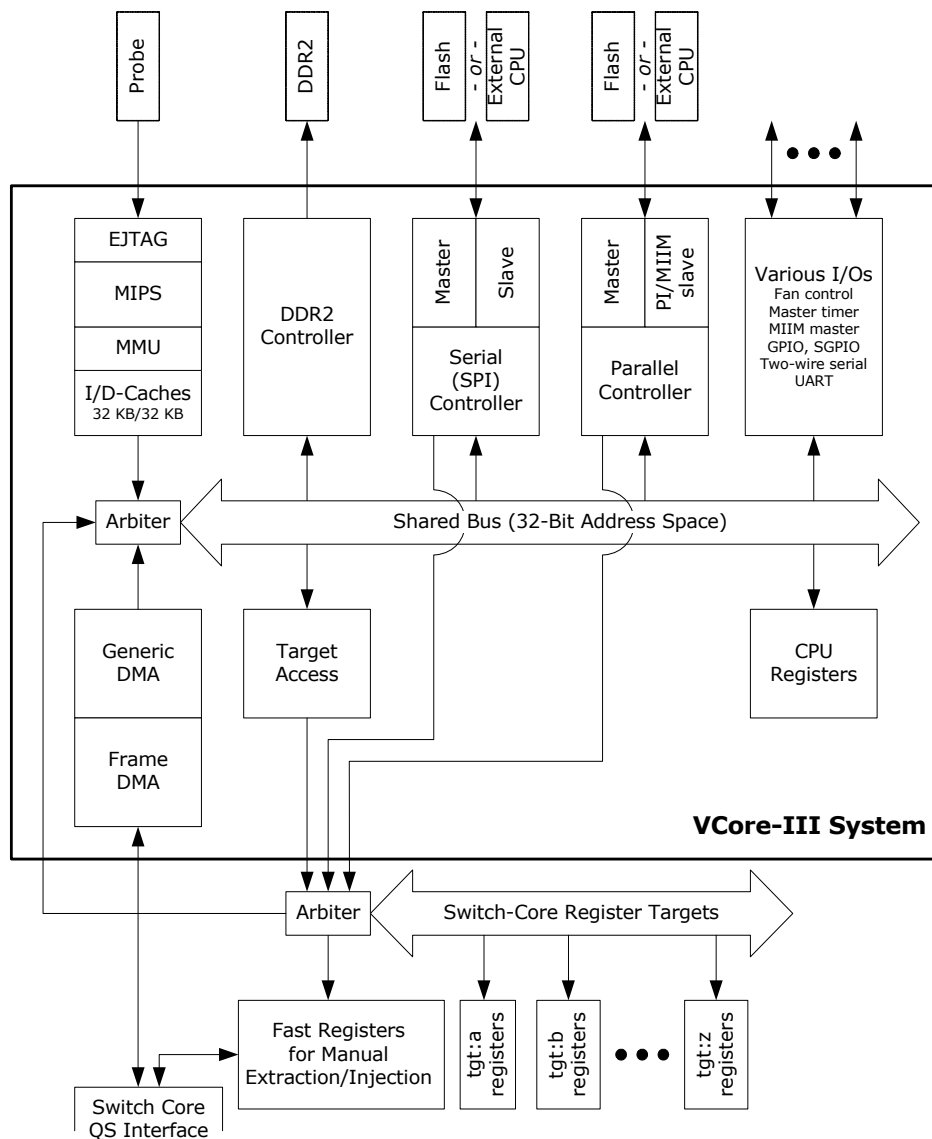 Probe
DDR2
Flash
- or -
External
CPU
Flash
- or -
External
CPU
EJTAG
MIPS
MMU
I/D-Caches
32 KB/32 KB
DDR2
Controller
Master
Slave
Serial
(SPI)
Controller
Master
PI/MIIM
slave
Parallel
Controller
Various I/Os
Fan control
Master timer
MIIM master
GPIO, SGPIO
Two-wire serial
UART
Arbiter
Shared Bus (32-Bit Address Space)
Generic
DMA
Frame
DMA
Target
Access
CPU
Registers
VCore-III System
Arbiter
Switch-Core Register Targets
Fast Registers
for Manual
Extraction/Injection
tgt:a
registers
tgt:b
registers
tgt:z
registers
Switch Core
QS Interface